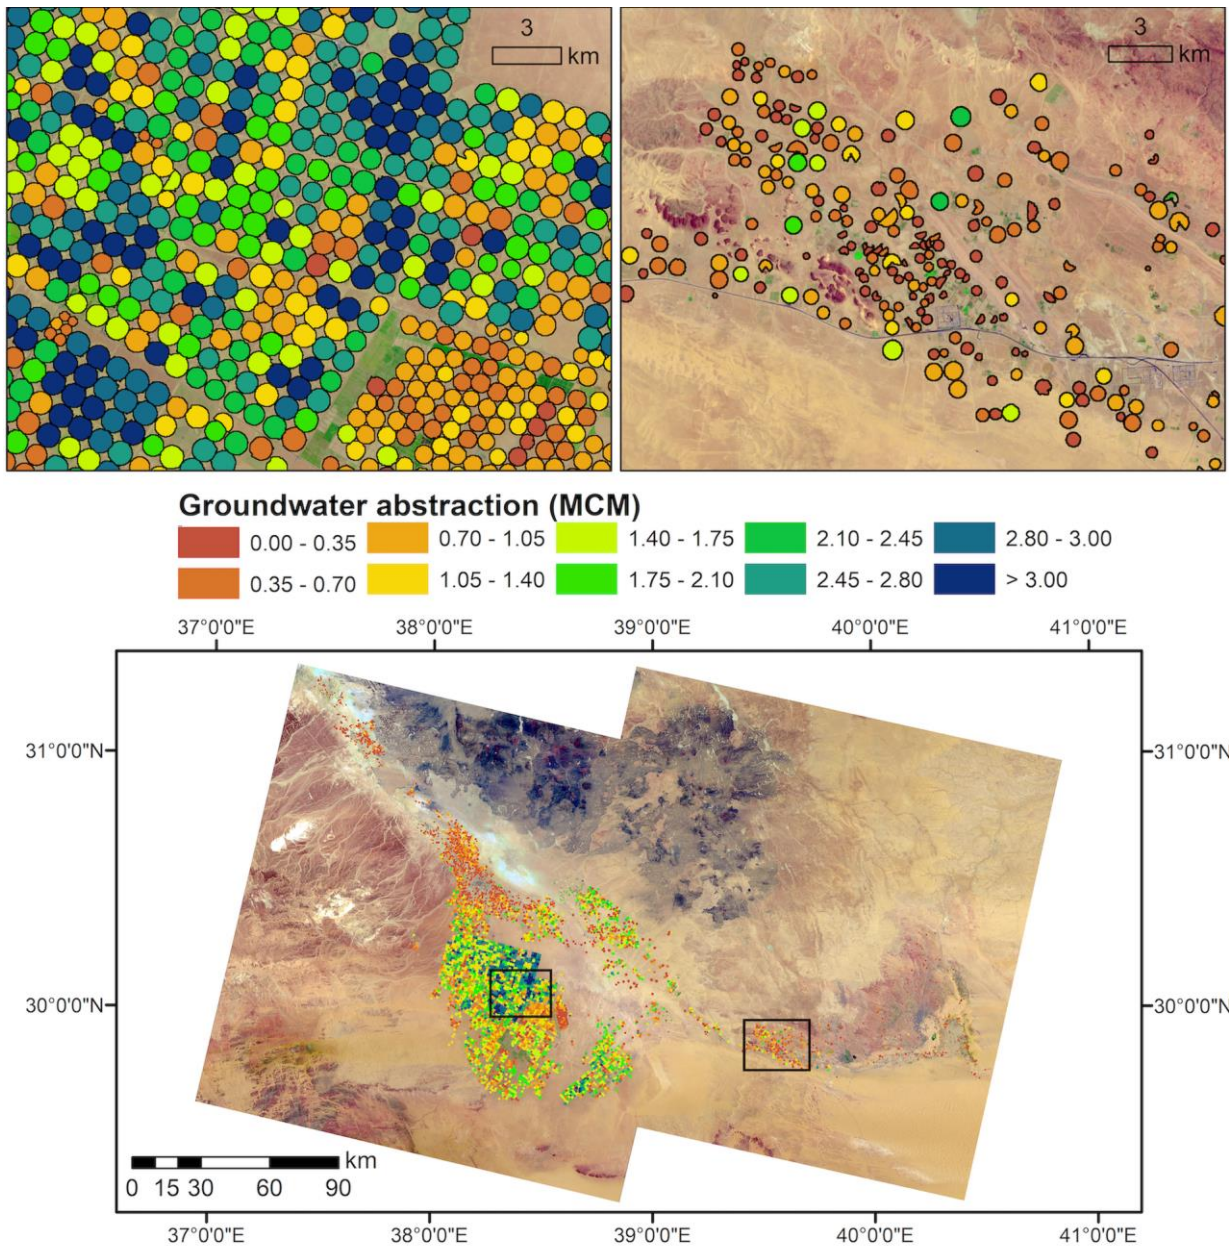 3
km
3
km
Groundwater abstraction (MCM)
0.00 - 0.35
0.70 - 1.05
1.40 - 1.75
2.10 - 2.45
2.80 - 3.00
0.35 - 0.70
1.05 - 1.40
1.75 - 2.10
2.45 - 2.80
> 3.00
37°0'0"E
38°0'0"E
39°0'0"E
40°0'0"E
41°0'0"E
31°0'0"N
31°0'0"N
30°0'0"N
30°0'0"N
km
0 15 30 60 90
37°0'0"E
38°0'0"E
39°0'0"E
40°0'0"E
41°0'0"E